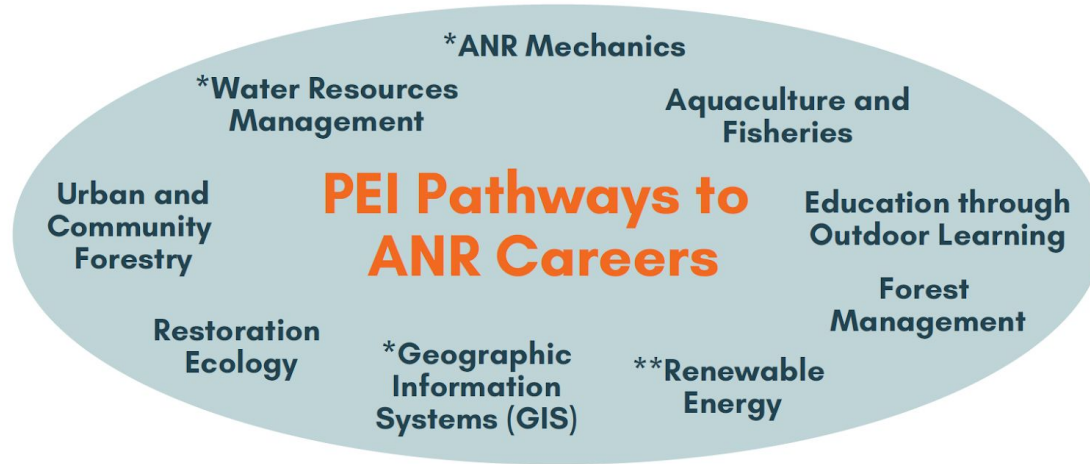 *ANR Mechanics
*Water Resources
Management
Aquaculture and
Fisheries
Urban and
Community
Forestry
PEI Pathways to
ANR Careers
Education through
Outdoor Learning
Forest
Management
Restoration
Ecology
*Geographic
Information
Systems (GIS)
**Renewable
Energy